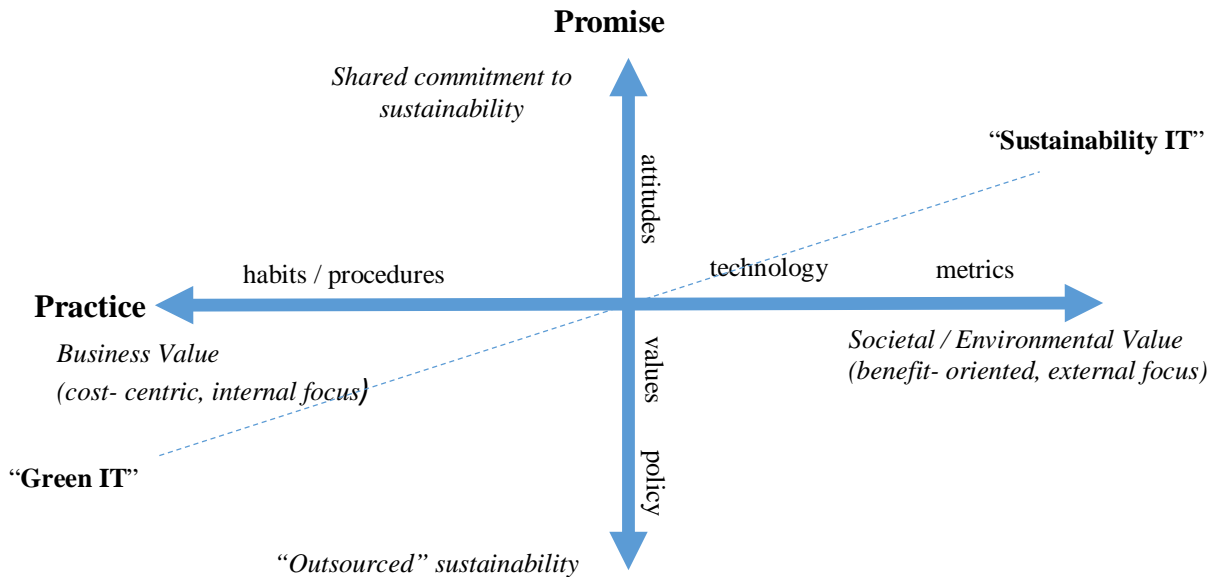 Promise
Shared commitment to
sustainability
“Sustainability IT”
attitudes
habits / procedures
technology
metrics
Practice
Business Value
(cost- centric, internal focus)
Societal / Environmental Value
(benefit- oriented, external focus)
values
policy
“Green IT”
“Outsourced” sustainability